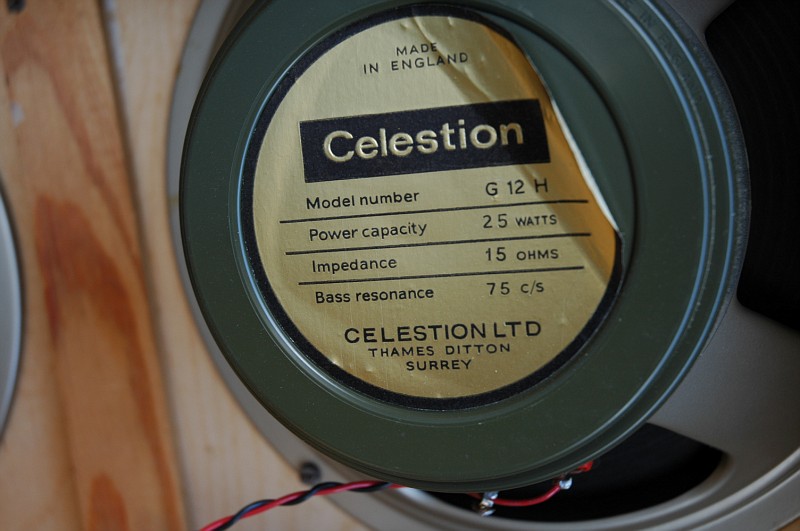 MADE
IN ENGLAND
Celestion
Model number G 12 H
Power capacity 25 WATTS
Impedance 15 OHMS
Bass resonance 75 C/S
CELESTION LTD
THAMES DITTON
SURREY